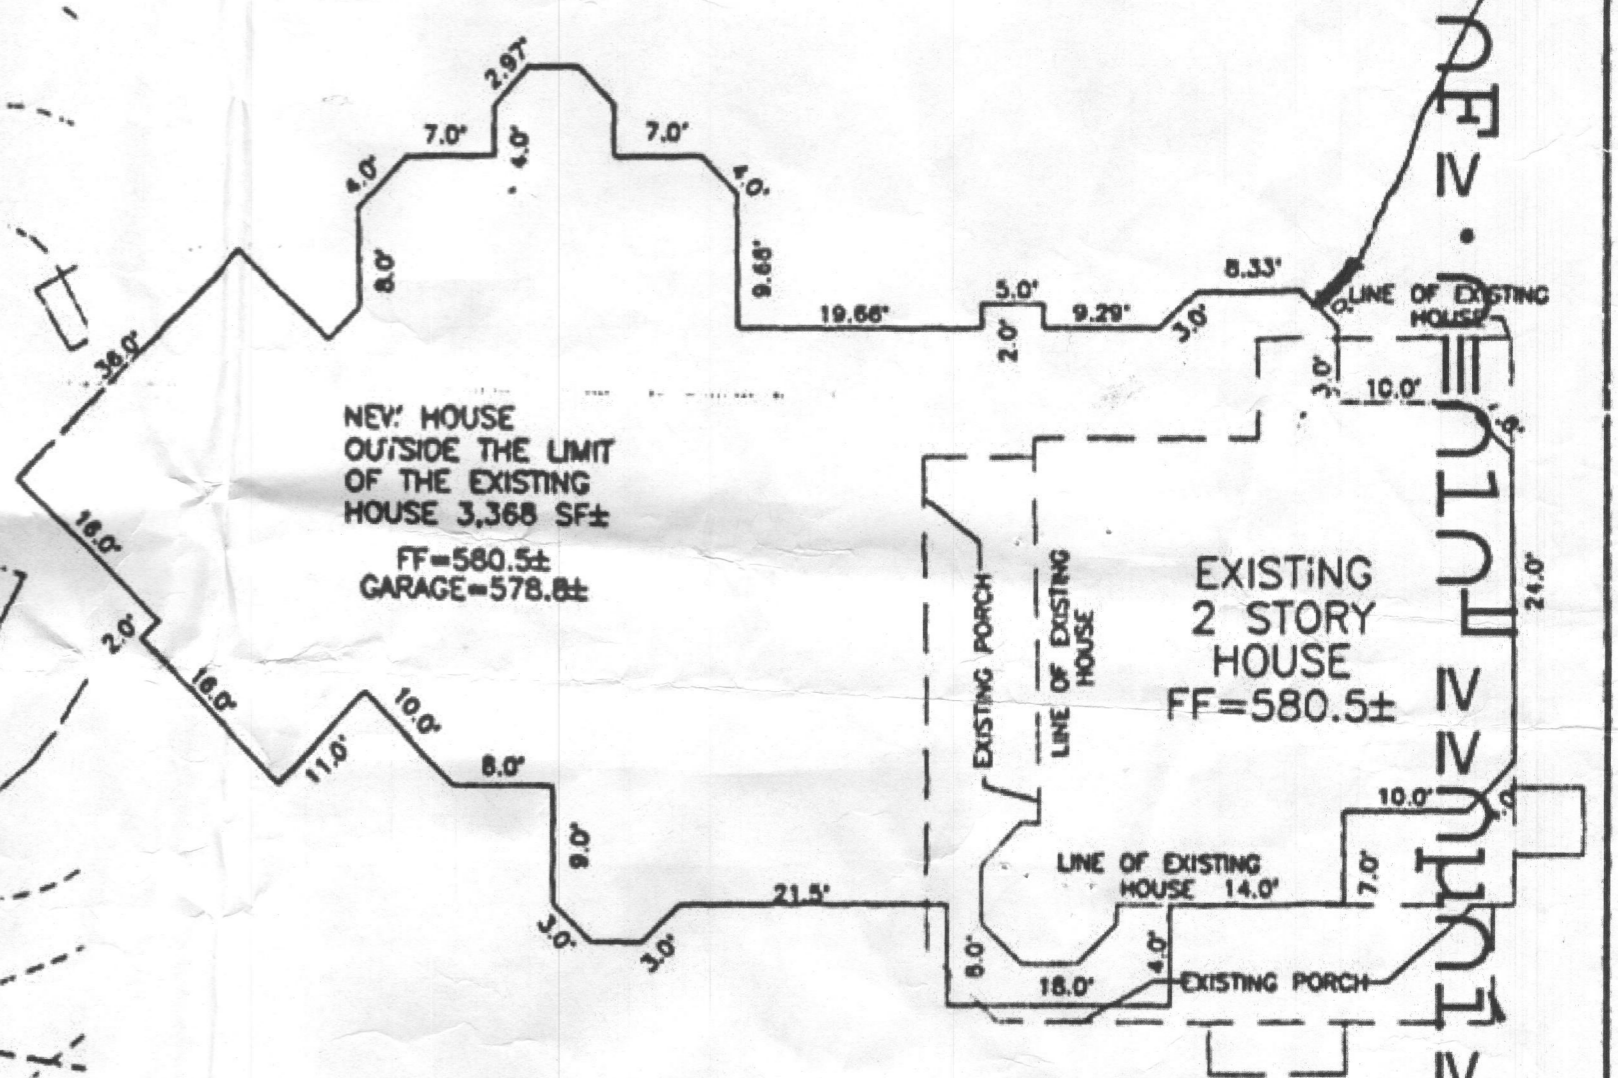 2.97'
7.0'
4.0'
7.0'
4.0'
4.0'
8.0'
9.66'
19.66'
5.0'
2.0'
9.29'
3.0'
8.33'
LINE OF EXISTING
HOUSE
3.0'
10.0'
36.0'
NEW HOUSE
OUTSIDE THE LIMIT
OF THE EXISTING
HOUSE 3,368 SF±
FF=580.5±
GARAGE=578.8±
16.0'
2.0'
16.0'
11.0'
10.0'
8.0'
9.0'
3.0'
3.0'
21.5'
EXISTING PORCH
LINE OF EXISTING
HOUSE
EXISTING
2 STORY
HOUSE
FF=580.5±
24.0'
10.0'
7.0'
LINE OF EXISTING
HOUSE 14.0'
4.0'
18.0'
EXISTING PORCH